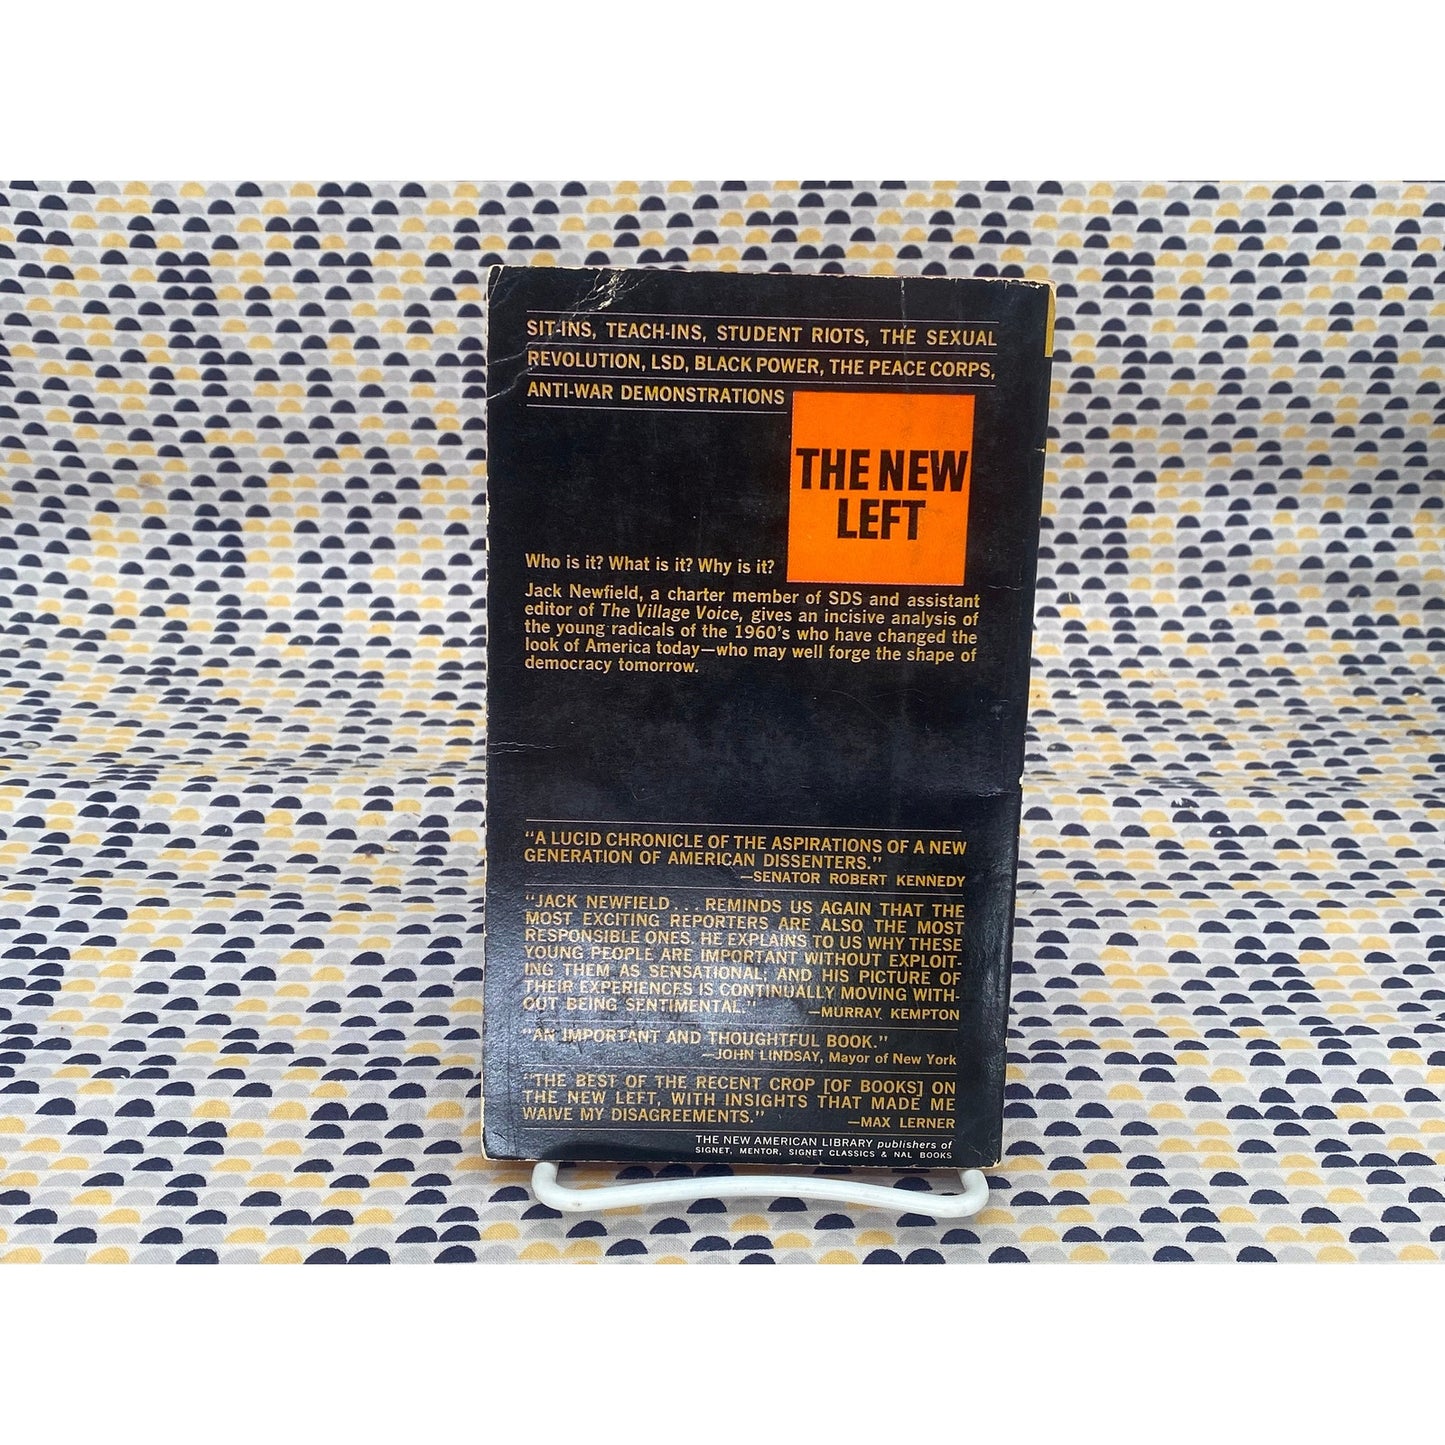 SIT-INS, TEACH-INS, STUDENT RIOTS, THE SEXUAL
REVOLUTION, LSD, BLACK POWER, THE PEACE CORPS,
ANTI-WAR DEMONSTRATIONS
THE NEW
LEFT
Who is it? What is it? Why is it?
Jack Newfield, a charter member of SDS and assistant
editor of The Village Voice, gives an incisive analysis of
the young radicals of the 1960's who have changed the
look of America today—who may well forge the shape of
democracy tomorrow.
"A LUCID CHRONICLE OF THE ASPIRATIONS OF A NEW
GENERATION OF AMERICAN DISSENTERS."
—SENATOR ROBERT KENNEDY
"JACK NEWFIELD . . . REMINDS US AGAIN THAT THE
MOST EXCITING REPORTERS ARE ALSO THE MOST
RESPONSIBLE ONES. HE EXPLAINS TO US WHY THESE
YOUNG PEOPLE ARE IMPORTANT WITHOUT EXPLOIT-
ING THEM AS SENSATIONAL; AND HIS PICTURE OF
THEIR EXPERIENCES IS CONTINUALLY MOVING WITH-
OUT BEING SENTIMENTAL." —MURRAY KEMPTON
"AN IMPORTANT AND THOUGHTFUL BOOK."
—JOHN LINDSAY, Mayor of New York
"THE BEST OF THE RECENT CROP [OF BOOKS] ON
THE NEW LEFT, WITH INSIGHTS THAT MADE ME
WAIVE MY DISAGREEMENTS." —MAX LERNER
THE NEW AMERICAN LIBRARY publishers of
SIGNET, MENTOR, SIGNET CLASSICS & NAL BOOKS